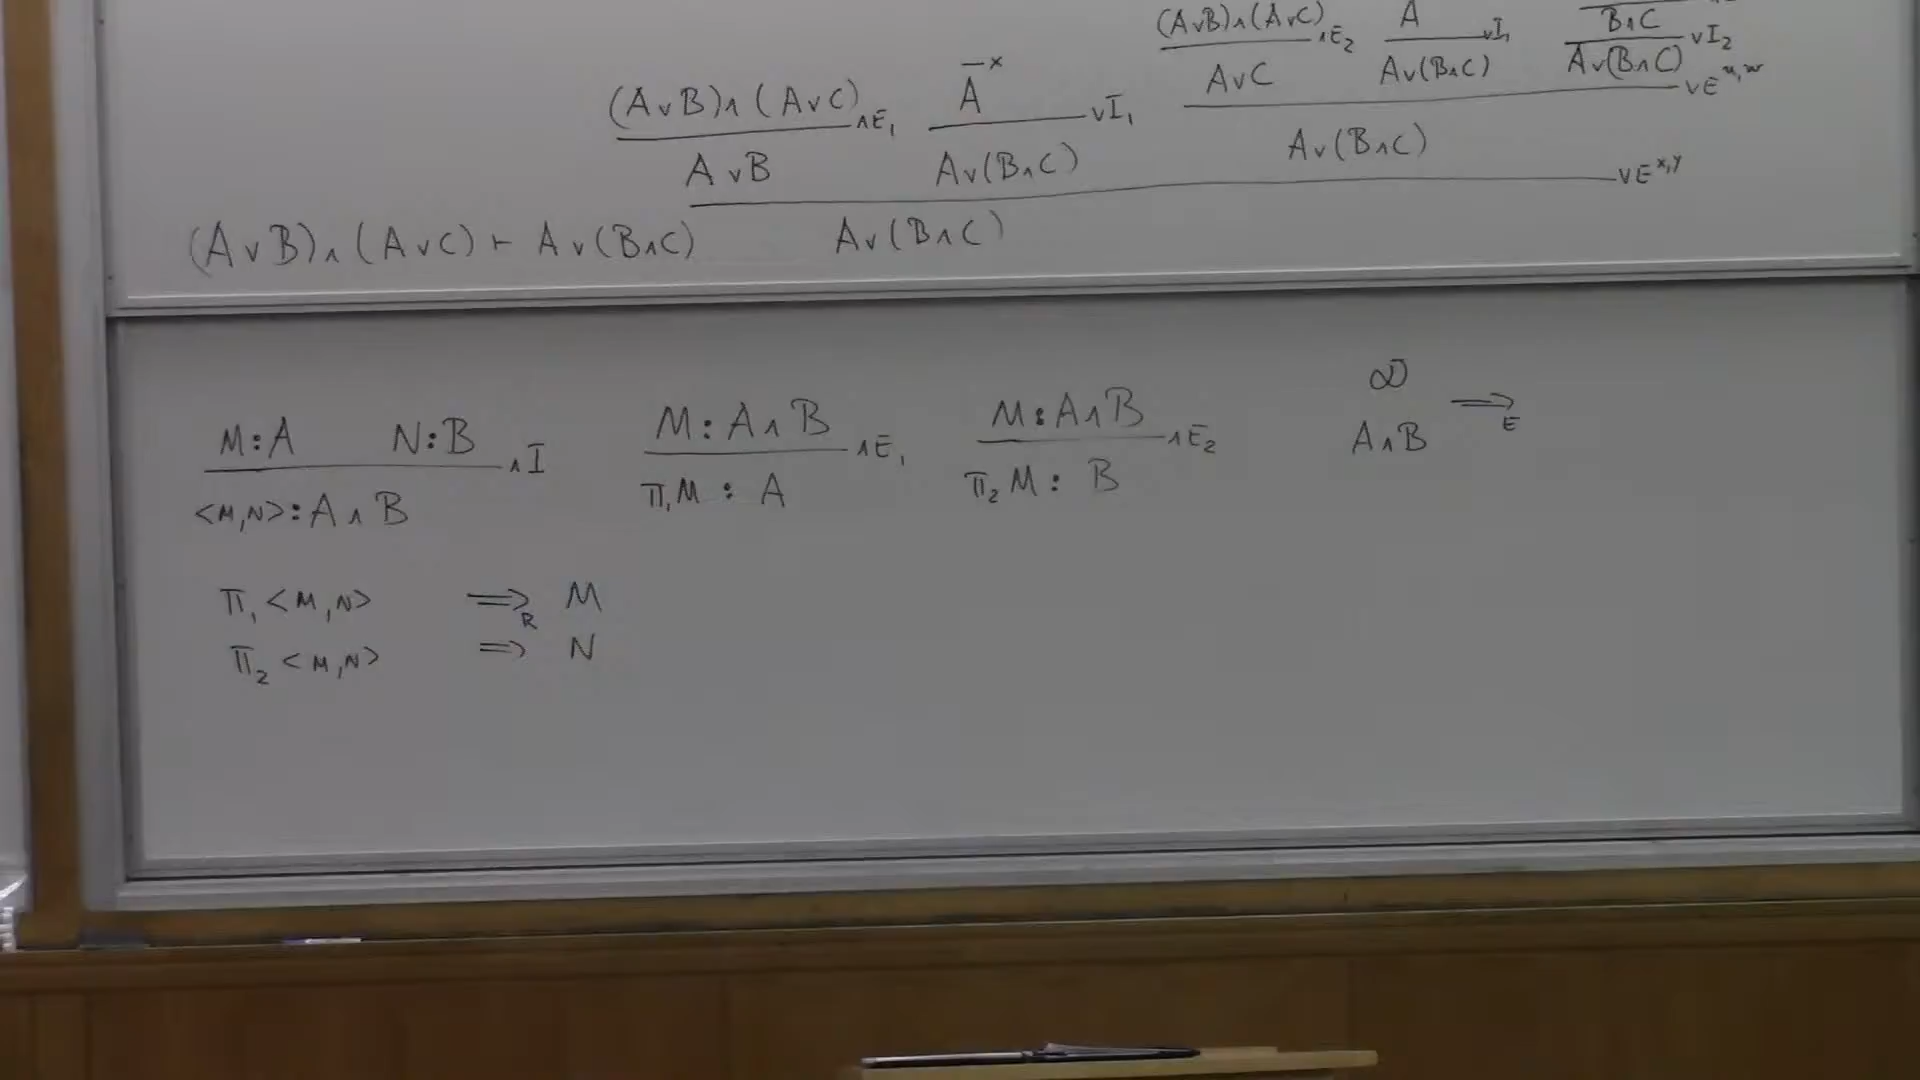 (A∨B)∧(A∨C) ∧E₂ A ∨I₁ B∧C ∨I₂
A∨C A∨(B∧C) A∨(B∧C) ∨E
(A∨B)∧(A∨C) ∧E₁ A ˣ ∨I₁
A∨B A∨(B∧C) A∨(B∧C) ∨E ˣ,ʸ
(A∨B)∧(A∨C) ⊢ A∨(B∧C) A∨(B∧C)
M:A N:B ∧I M:A∧B ∧E₁ M:A∧B ∧E₂ 𝒟
<M,N>:A∧B π₁M : A π₂M : B A∧B ⟹E
π₁<M,N> ⟹R M
π₂<M,N> ⟹ N